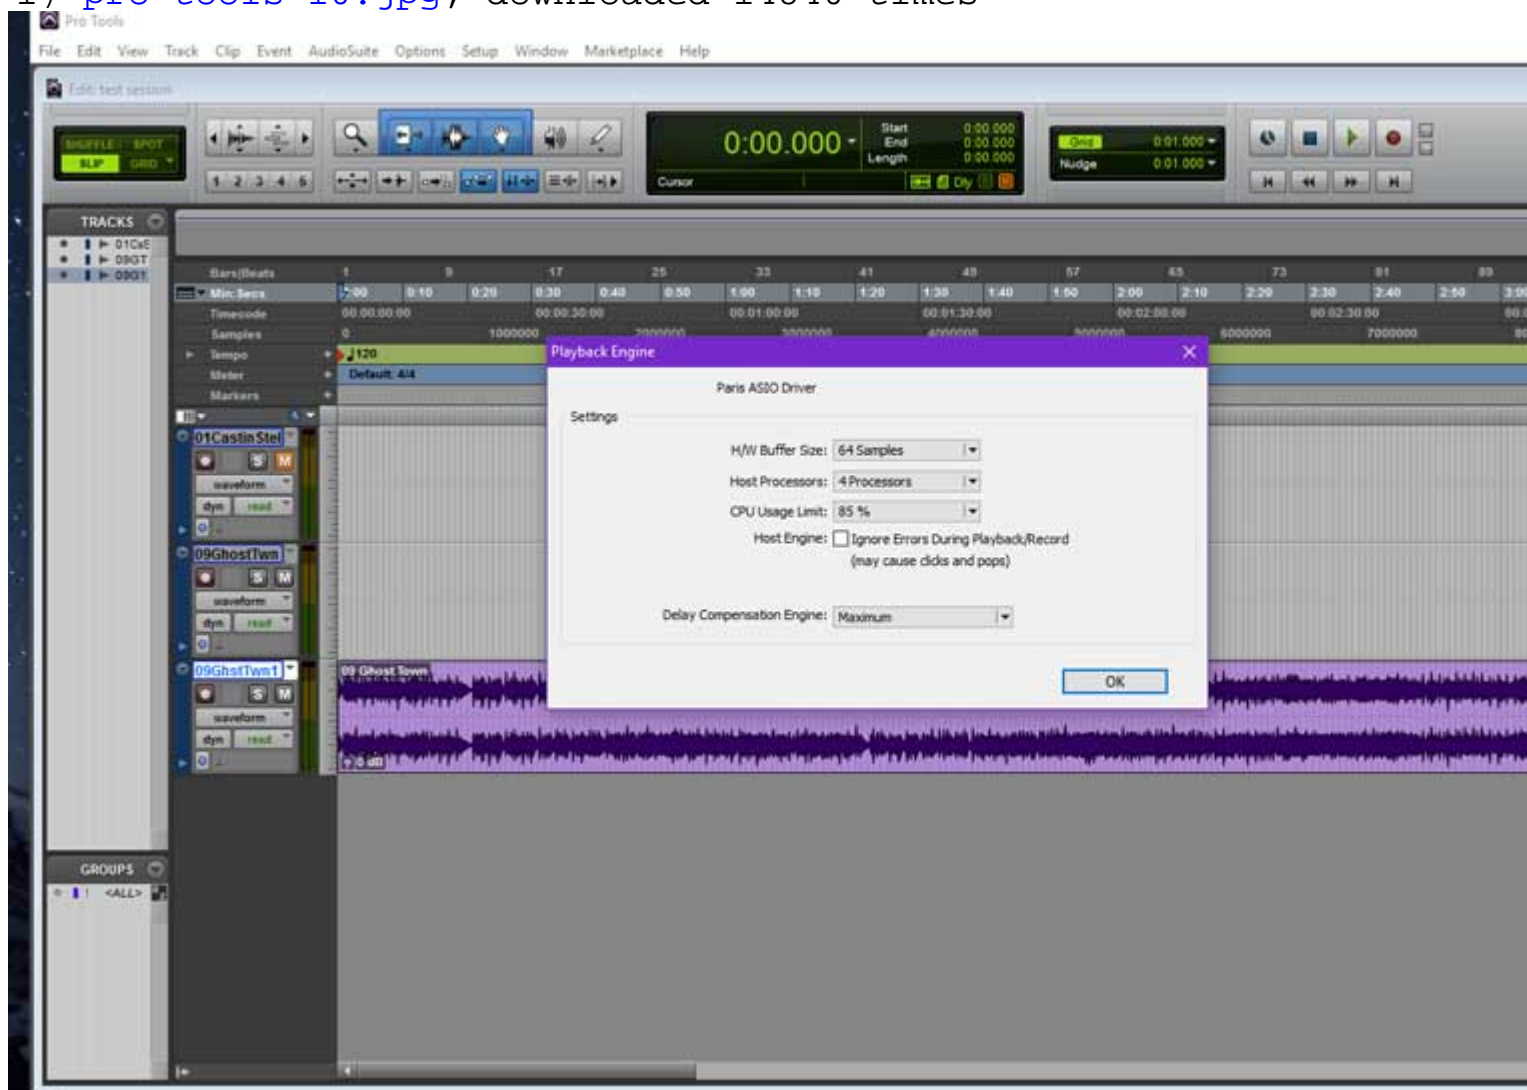 Pro Tools
File Edit View Track Clip Event AudioSuite Options Setup Window Marketplace Help
Edit: test session
SHUFFLE SPOT
SLIP GRID
1 2 3 4 5
0:00.000
Start 0:00.000
End 0:00.000
Length 0:00.000
Cursor
Dly
Grid 0:01.000
Nudge 0:01.000
TRACKS
01CsS
09GT
09G1
Bars|Beats 1 9 17 25 33 41 49 57 65 73 81 89
Min:Secs 0:00 0:10 0:20 0:30 0:40 0:50 1:00 1:10 1:20 1:30 1:40 1:50 2:00 2:10 2:20 2:30 2:40 2:50 3:00
Timecode 00:00:00:00 00:00:30:00 00:01:00:00 00:01:30:00 00:02:00:00 00:02:30:00
Samples 0 1000000 2000000 3000000 4000000 5000000 6000000 7000000
Tempo 120
Meter Default: 4/4
Markers
Playback Engine
Paris ASIO Driver
Settings
H/W Buffer Size: 64 Samples
Host Processors: 4 Processors
CPU Usage Limit: 85 %
Host Engine: Ignore Errors During Playback/Record
(may cause clicks and pops)
Delay Compensation Engine: Maximum
OK
01CastinStel
S M
waveform
dyn read
09GhostTwn
S M
waveform
dyn read
09GhstTwn1
S M
waveform
dyn read
09 Ghost Town
0 dB
GROUPS
! <ALL>